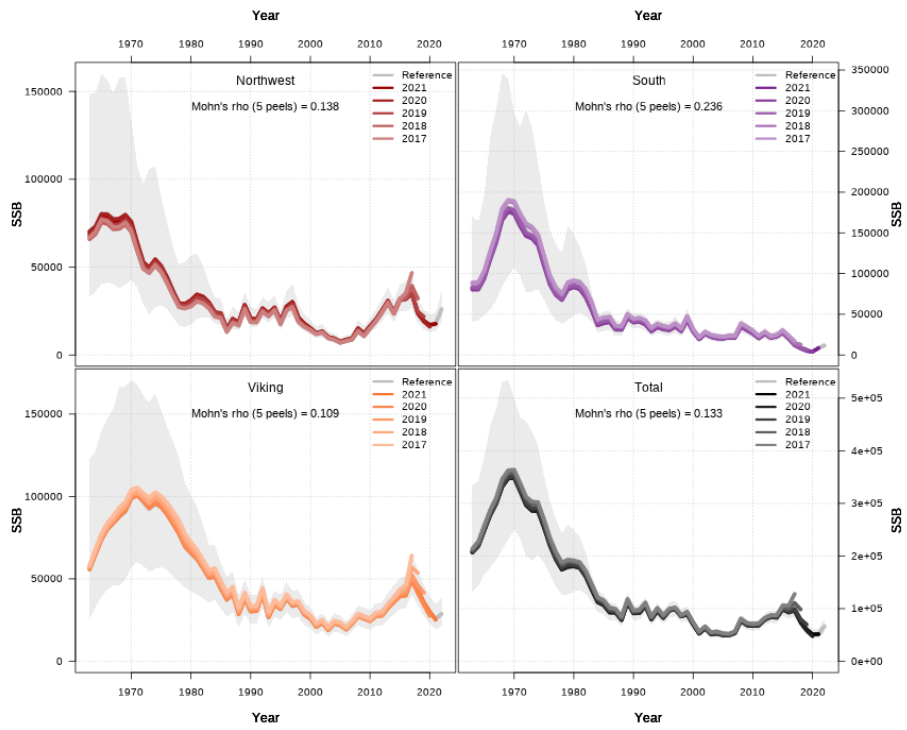 Year
Year
1970
1980
1990
2000
2010
2020
1970
1980
1990
2000
2010
2020
Northwest
Mohn's rho (5 peels) = 0.138
Reference
2021
2020
2019
2018
2017
SSB
150000
100000
50000
0
South
Mohn's rho (5 peels) = 0.236
Reference
2021
2020
2019
2018
2017
350000
300000
250000
200000
150000
100000
50000
0
SSB
Viking
Mohn's rho (5 peels) = 0.109
Reference
2021
2020
2019
2018
2017
SSB
150000
100000
50000
0
Total
Mohn's rho (5 peels) = 0.133
Reference
2021
2020
2019
2018
2017
5e+05
4e+05
3e+05
2e+05
1e+05
0e+00
SSB
1970
1980
1990
2000
2010
2020
1970
1980
1990
2000
2010
2020
Year
Year